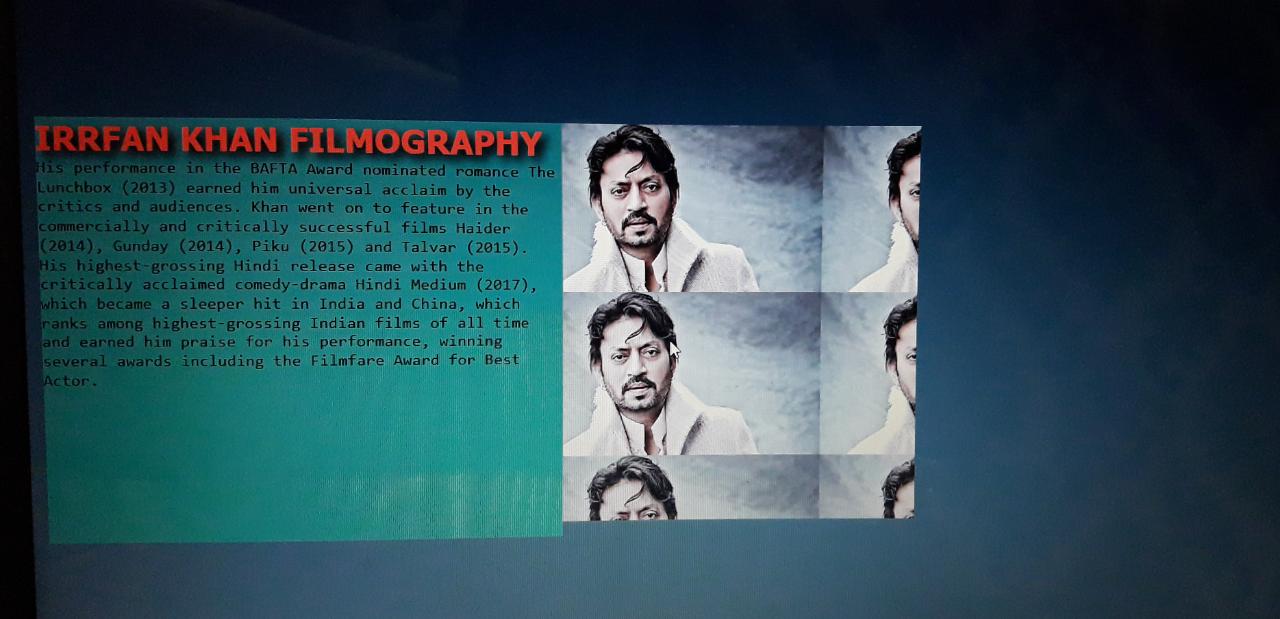 IRRFAN KHAN FILMOGRAPHY
His performance in the BAFTA Award nominated romance The
Lunchbox (2013) earned him universal acclaim by the
critics and audiences. Khan went on to feature in the
commercially and critically successful films Haider
(2014), Gunday (2014), Piku (2015) and Talvar (2015).
His highest-grossing Hindi release came with the
critically acclaimed comedy-drama Hindi Medium (2017),
which became a sleeper hit in India and China, which
ranks among highest-grossing Indian films of all time
and earned him praise for his performance, winning
several awards including the Filmfare Award for Best
Actor.